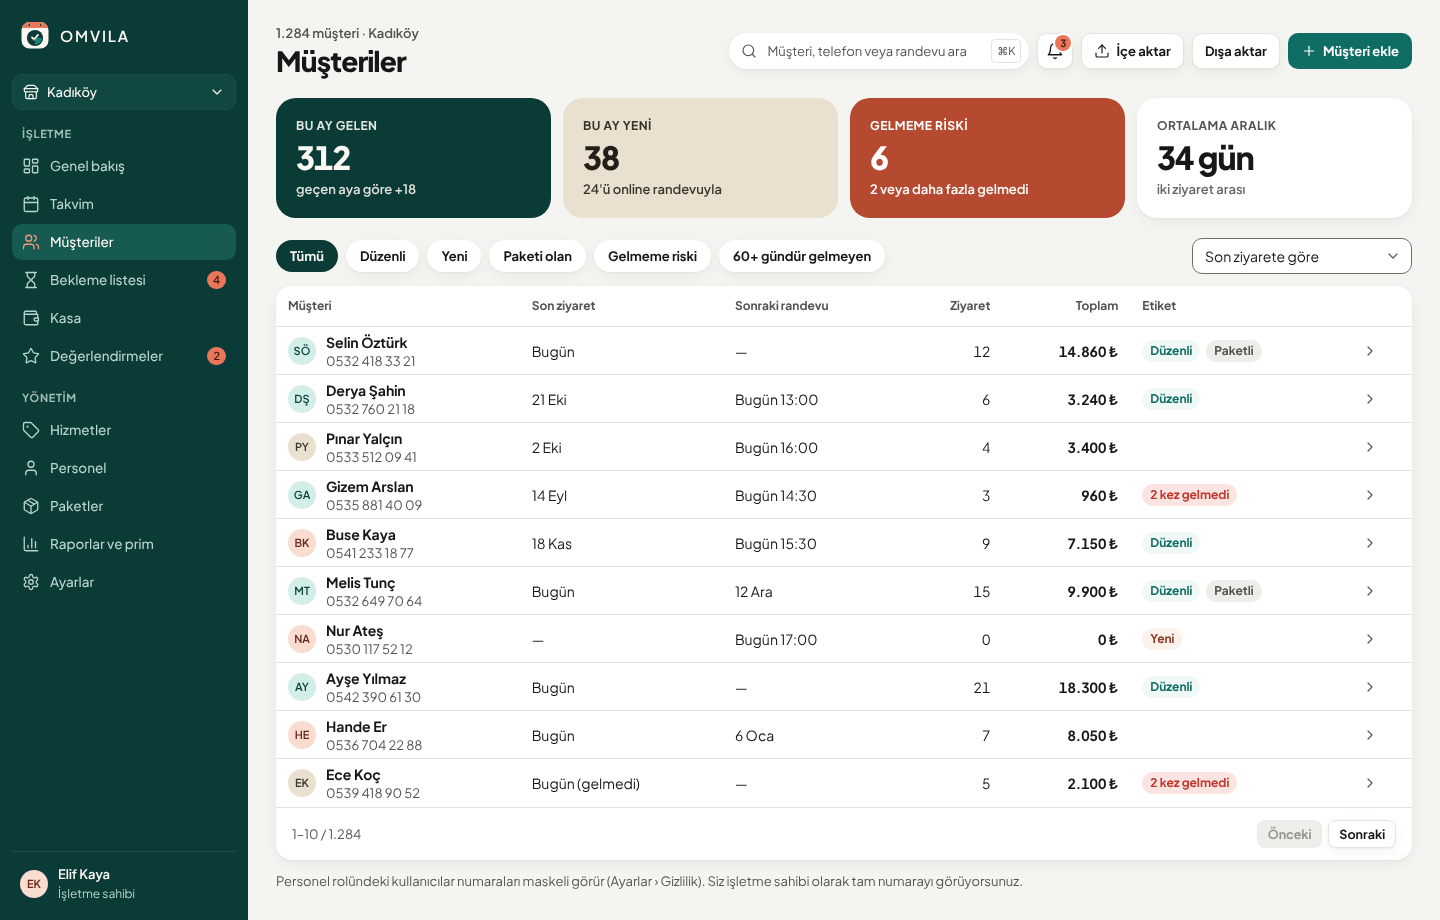 OMVILA
Kadıköy
İŞLETME
Genel bakış
Takvim
Müşteriler
Bekleme listesi 4
Kasa
Değerlendirmeler 2
YÖNETİM
Hizmetler
Personel
Paketler
Raporlar ve prim
Ayarlar
EK
Elif Kaya
İşletme sahibi
1.284 müşteri · Kadıköy
Müşteriler
Müşteri, telefon veya randevu ara ⌘K
3
İçe aktar
Dışa aktar
Müşteri ekle
BU AY GELEN
312
geçen aya göre +18
BU AY YENİ
38
24'ü online randevuyla
GELMEME RİSKİ
6
2 veya daha fazla gelmedi
ORTALAMA ARALIK
34 gün
iki ziyaret arası
Tümü Düzenli Yeni Paketi olan Gelmeme riski 60+ gündür gelmeyen
Son ziyarete göre
Müşteri Son ziyaret Sonraki randevu Ziyaret Toplam Etiket
SÖ Selin Öztürk Bugün — 12 14.860 ₺ Düzenli Paketli
0532 418 33 21
DŞ Derya Şahin 21 Eki Bugün 13:00 6 3.240 ₺ Düzenli
0532 760 21 18
PY Pınar Yalçın 2 Eki Bugün 16:00 4 3.400 ₺
0533 512 09 41
GA Gizem Arslan 14 Eyl Bugün 14:30 3 960 ₺ 2 kez gelmedi
0535 881 40 09
BK Buse Kaya 18 Kas Bugün 15:30 9 7.150 ₺ Düzenli
0541 233 18 77
MT Melis Tunç Bugün 12 Ara 15 9.900 ₺ Düzenli Paketli
0532 649 70 64
NA Nur Ateş — Bugün 17:00 0 0 ₺ Yeni
0530 117 52 12
AY Ayşe Yılmaz Bugün — 21 18.300 ₺ Düzenli
0542 390 61 30
HE Hande Er Bugün 6 Oca 7 8.050 ₺
0536 704 22 88
EK Ece Koç Bugün (gelmedi) — 5 2.100 ₺ 2 kez gelmedi
0539 418 90 52
1–10 / 1.284
Önceki Sonraki
Personel rolündeki kullanıcılar numaraları maskeli görür (Ayarlar › Gizlilik). Siz işletme sahibi olarak tam numarayı görüyorsunuz.